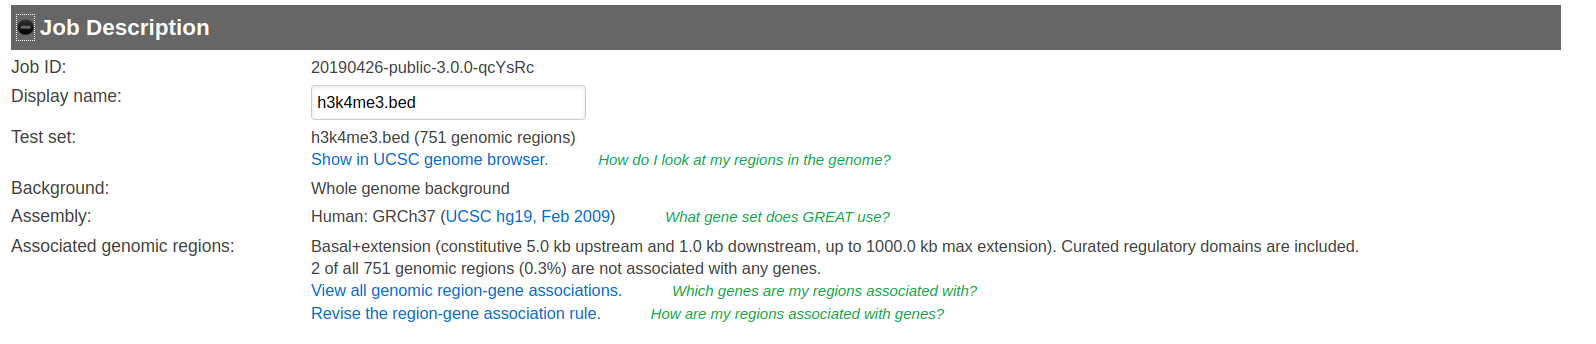 Job Description
Job ID: 20190426-public-3.0.0-qcYsRc
Display name: h3k4me3.bed
Test set: h3k4me3.bed (751 genomic regions)
Show in UCSC genome browser. How do I look at my regions in the genome?
Background: Whole genome background
Assembly: Human: GRCh37 (UCSC hg19, Feb 2009) What gene set does GREAT use?
Associated genomic regions: Basal+extension (constitutive 5.0 kb upstream and 1.0 kb downstream, up to 1000.0 kb max extension). Curated regulatory domains are included.
2 of all 751 genomic regions (0.3%) are not associated with any genes.
View all genomic region-gene associations. Which genes are my regions associated with?
Revise the region-gene association rule. How are my regions associated with genes?